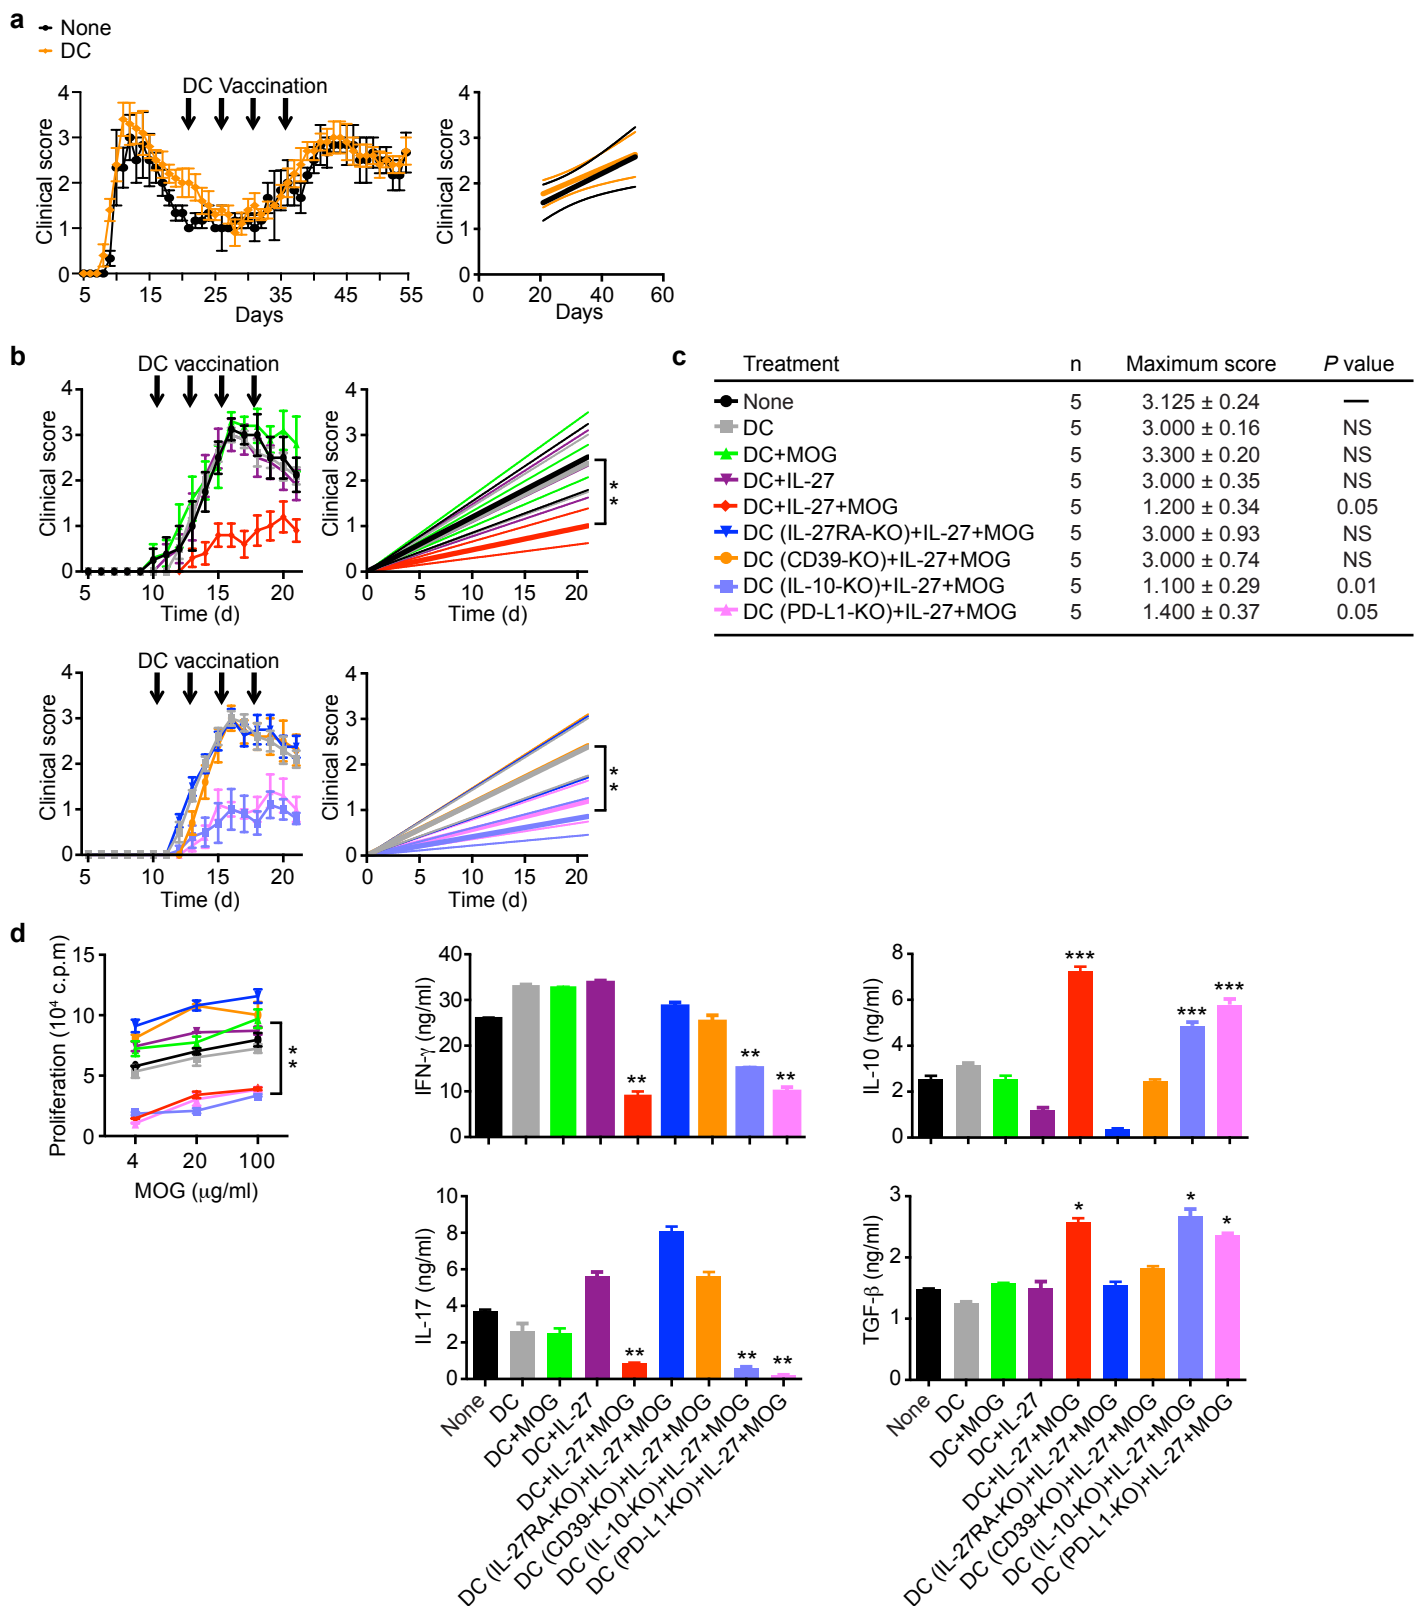 a
None
DC
DC Vaccination
Clinical score
4
3
2
1
0
5 15 25 35 45 55
Days
Clinical score
4
3
2
1
0
0 20 40 60
Days
b
DC vaccination
Clinical score
4
3
2
1
0
5 10 15 20
Time (d)
Clinical score
4
3
2
1
0
0 5 10 15 20
Time (d)
**
DC vaccination
Clinical score
4
3
2
1
0
5 10 15 20
Time (d)
Clinical score
4
3
2
1
0
0 5 10 15 20
Time (d)
**
c
Treatment n Maximum score P value
None 5 3.125 ± 0.24 —
DC 5 3.000 ± 0.16 NS
DC+MOG 5 3.300 ± 0.20 NS
DC+IL-27 5 3.000 ± 0.35 NS
DC+IL-27+MOG 5 1.200 ± 0.34 0.05
DC (IL-27RA-KO)+IL-27+MOG 5 3.000 ± 0.93 NS
DC (CD39-KO)+IL-27+MOG 5 3.000 ± 0.74 NS
DC (IL-10-KO)+IL-27+MOG 5 1.100 ± 0.29 0.01
DC (PD-L1-KO)+IL-27+MOG 5 1.400 ± 0.37 0.05
d
Proliferation (10⁴ c.p.m)
15
10
5
0
4 20 100
MOG (μg/ml)
**
IFN-γ (ng/ml)
40
30
20
10
0
** ** **
IL-10 (ng/ml)
8
6
4
2
0
*** *** ***
IL-17 (ng/ml)
10
8
6
4
2
0
** ** **
None
DC
DC+MOG
DC+IL-27
DC+IL-27+MOG
DC (IL-27RA-KO)+IL-27+MOG
DC (CD39-KO)+IL-27+MOG
DC (IL-10-KO)+IL-27+MOG
DC (PD-L1-KO)+IL-27+MOG
TGF-β (ng/ml)
3
2
1
0
* * *
None
DC
DC+MOG
DC+IL-27
DC+IL-27+MOG
DC (IL-27RA-KO)+IL-27+MOG
DC (CD39-KO)+IL-27+MOG
DC (IL-10-KO)+IL-27+MOG
DC (PD-L1-KO)+IL-27+MOG